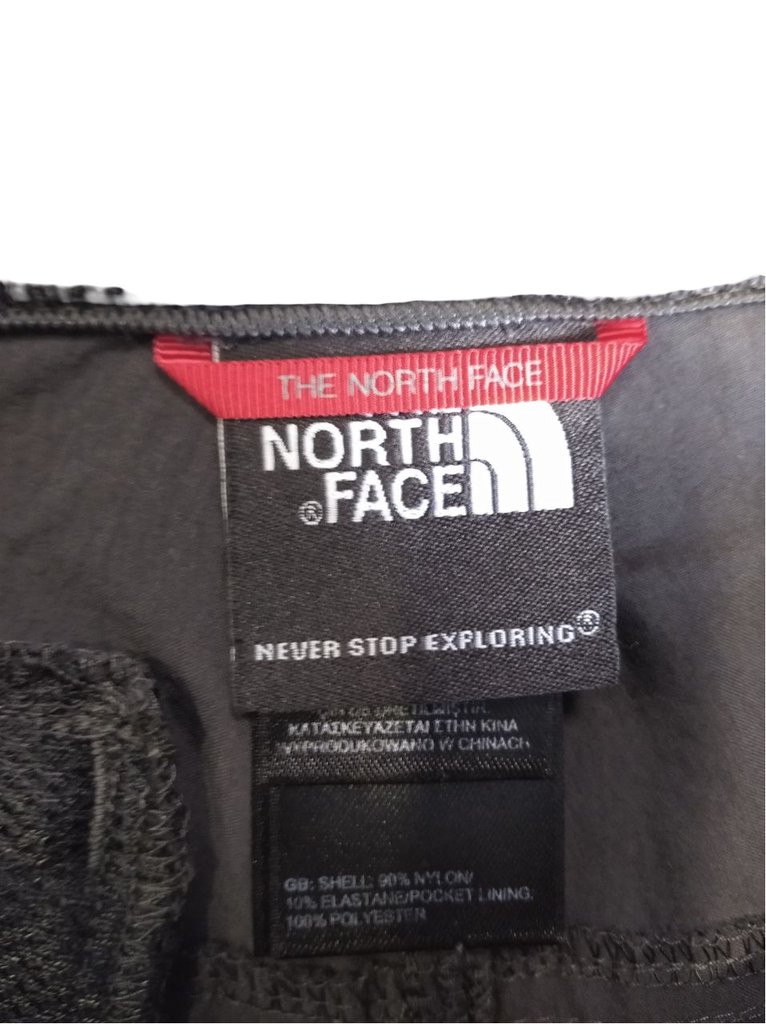 THE NORTH FACE
NORTH
®FACE
NEVER STOP EXPLORING®
ΚΑΤΑΣΚΕΥΑΖΕΤΑΙ ΣΤΗΝ ΚΙΝΑ
WYPRODUKOWANO W CHINACH
GB: SHELL: 90% NYLON/
10% ELASTANE/POCKET LINING:
100% POLYESTER